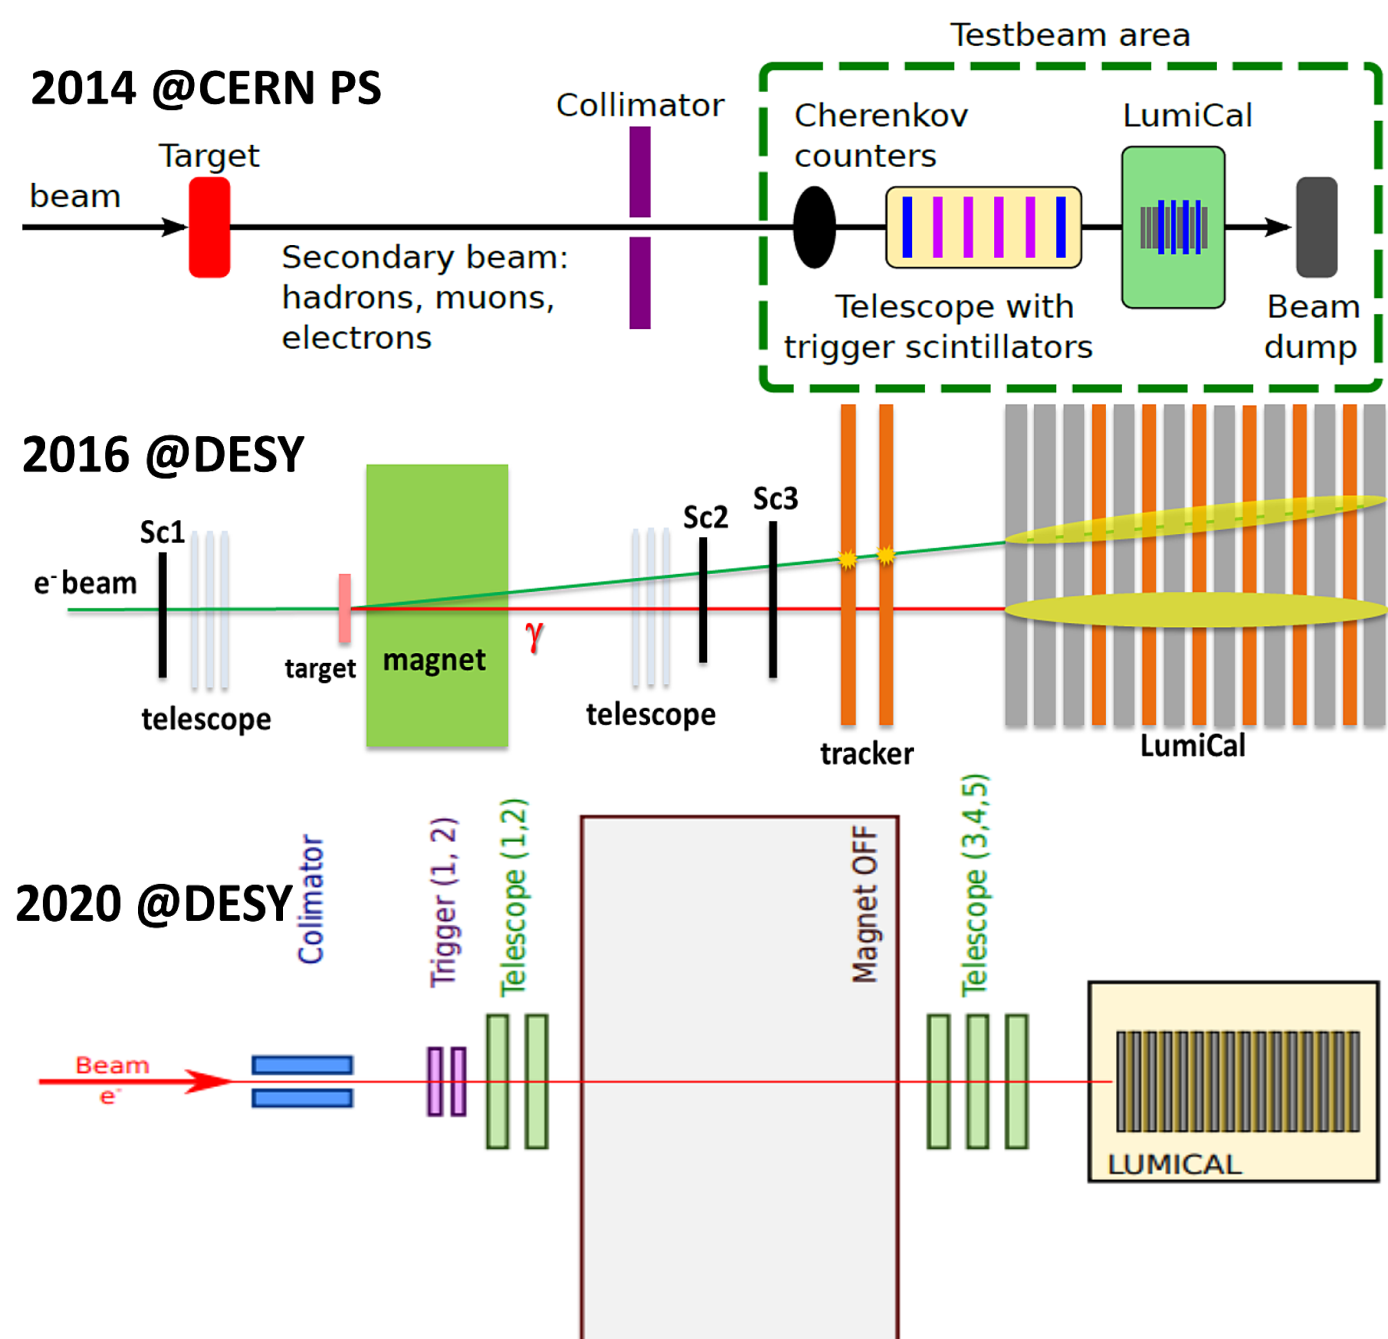 Testbeam area
2014 @CERN PS
Collimator
Cherenkov
counters
LumiCal
Target
beam
Secondary beam:
hadrons, muons,
electrons
Telescope with
trigger scintillators
Beam
dump
2016 @DESY
Sc1
Sc2
Sc3
e- beam
γ
target
magnet
telescope
telescope
tracker
LumiCal
2020 @DESY
Colimator
Trigger (1, 2)
Telescope (1,2)
Magnet OFF
Telescope (3,4,5)
Beam
e-
LUMICAL